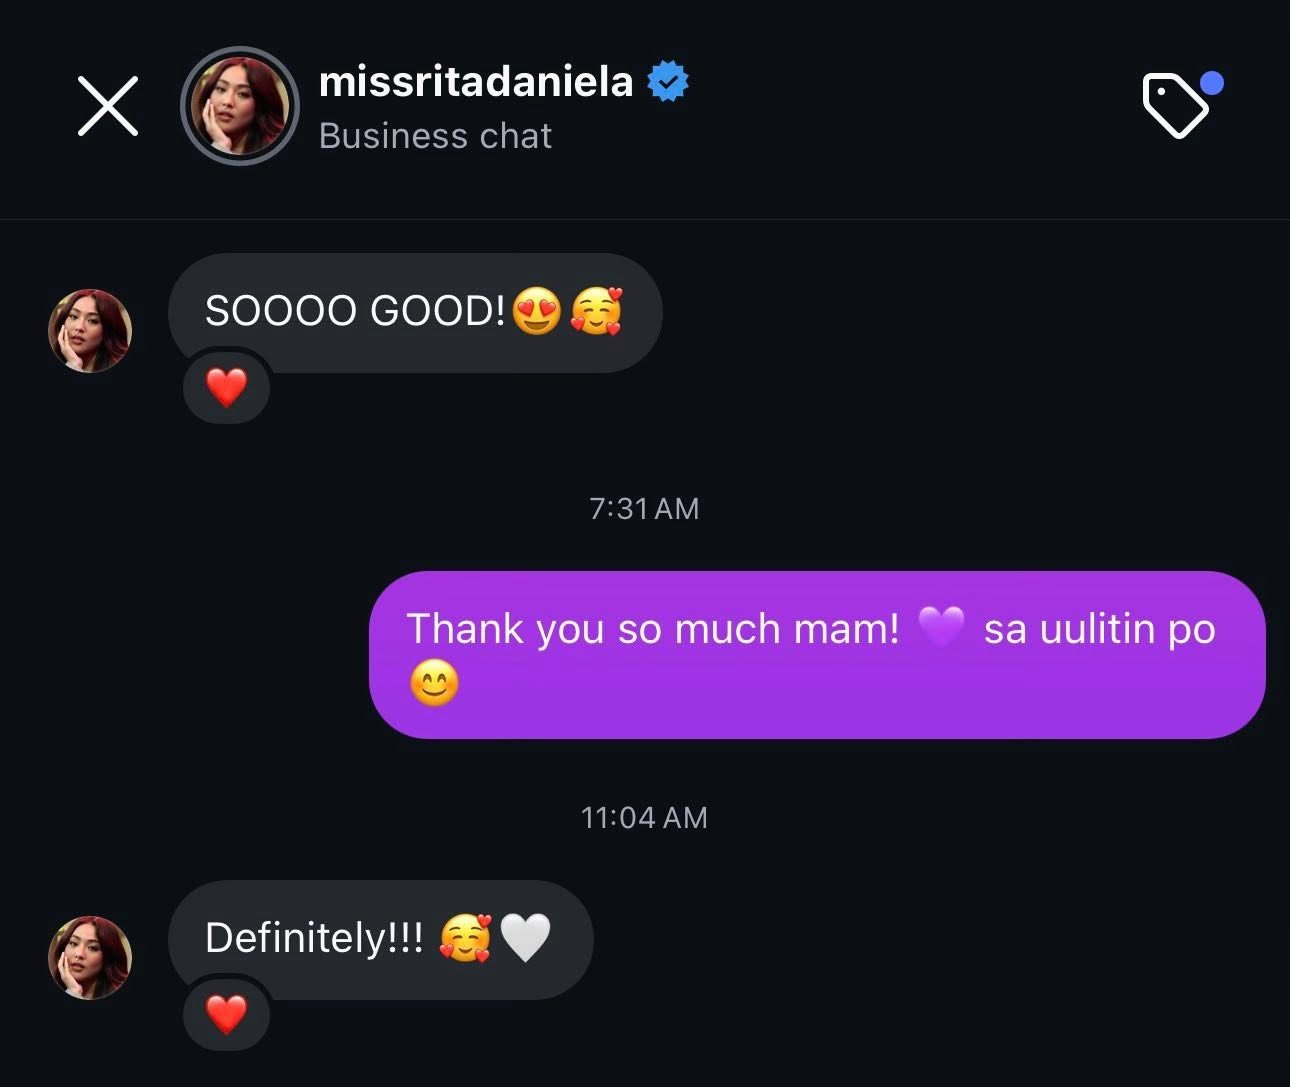 missritadaniela
Business chat
SOOOO GOOD!😍🥰
❤️
7:31 AM
Thank you so much mam! 💜 sa uulitin po
😊
11:04 AM
Definitely!!! 🥰🤍
❤️